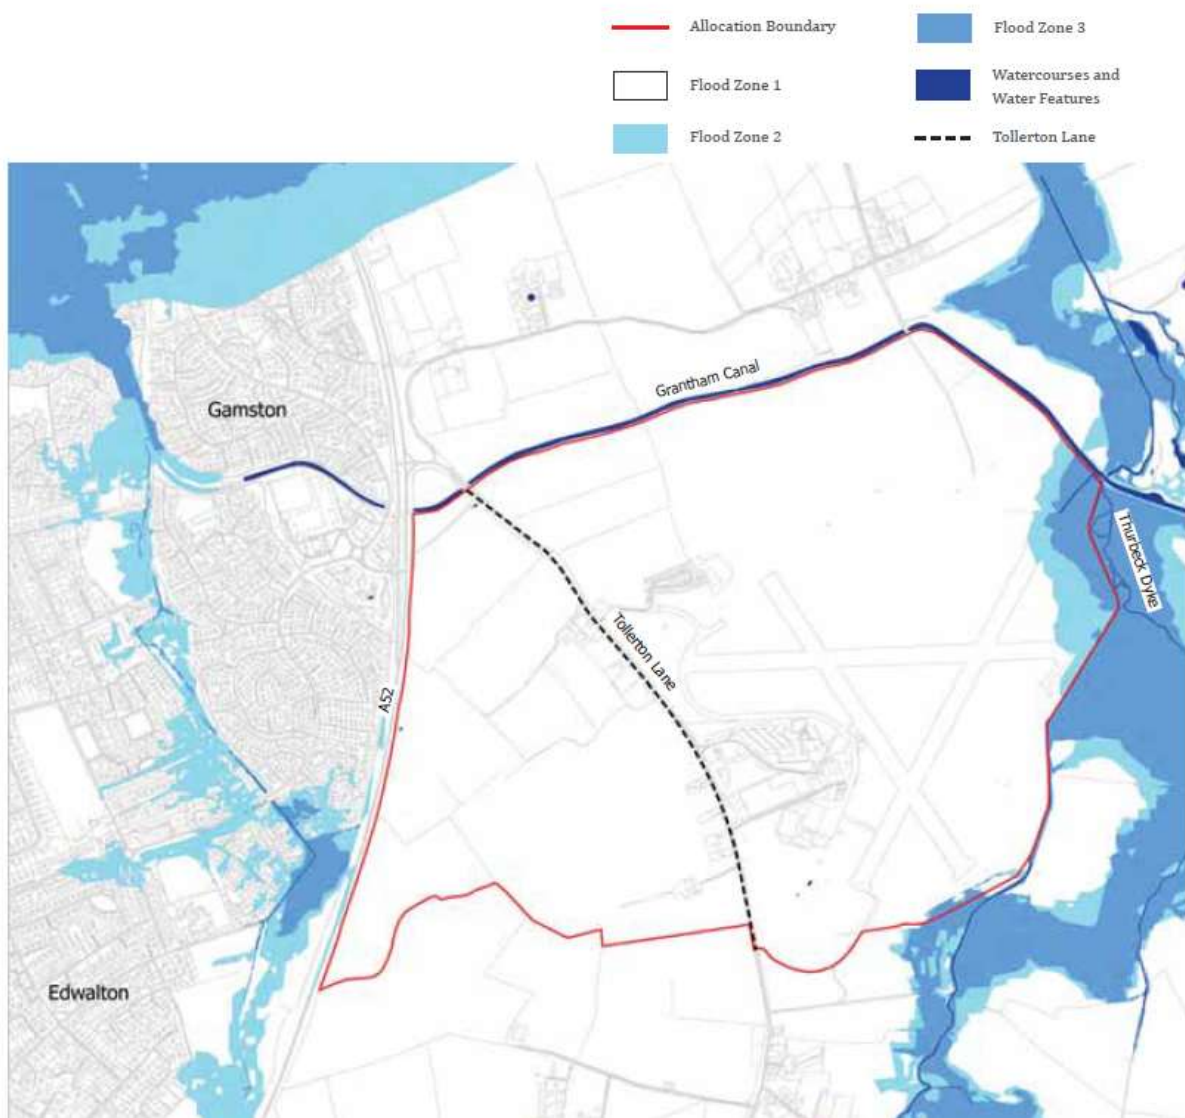 Allocation Boundary
Flood Zone 3
Flood Zone 1
Watercourses and
Water Features
Flood Zone 2
Tollerton Lane
Gamston
Grantham Canal
Thurbeck Dyke
Tollerton Lane
A52
Edwalton